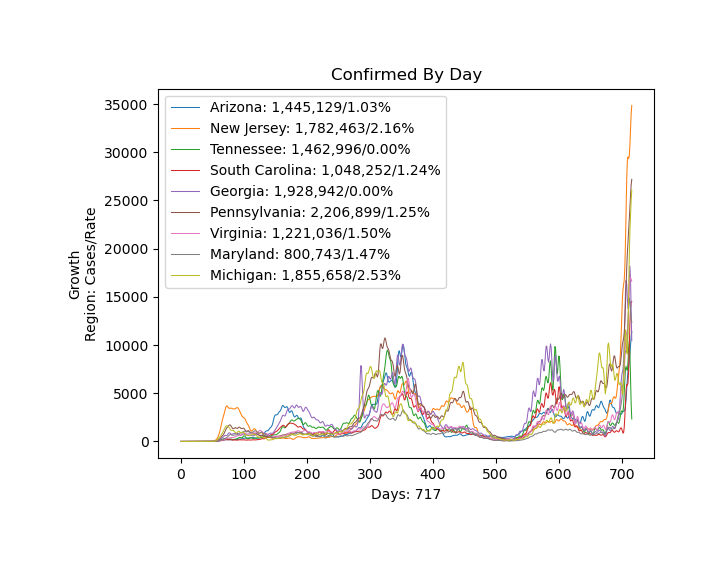 Confirmed By Day
Growth
Region: Cases/Rate
35000
30000
25000
20000
15000
10000
5000
0
Arizona: 1,445,129/1.03%
New Jersey: 1,782,463/2.16%
Tennessee: 1,462,996/0.00%
South Carolina: 1,048,252/1.24%
Georgia: 1,928,942/0.00%
Pennsylvania: 2,206,899/1.25%
Virginia: 1,221,036/1.50%
Maryland: 800,743/1.47%
Michigan: 1,855,658/2.53%
0 100 200 300 400 500 600 700
Days: 717